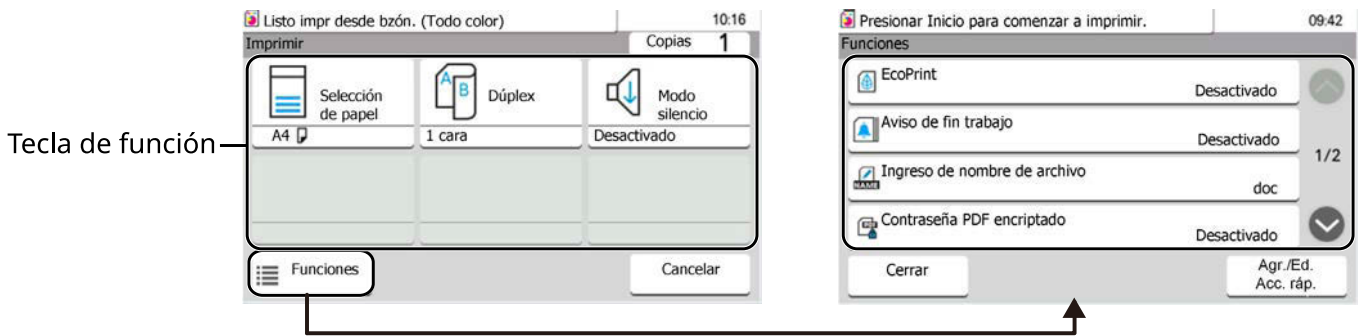 Listo impr desde bzón. (Todo color)
10:16
Imprimir
Copias 1
Selección
de papel
A4
A
B
Dúplex
1 cara
Modo
silencio
Desactivado
Tecla de función
Funciones
Cancelar
Presionar Inicio para comenzar a imprimir.
09:42
Funciones
EcoPrint
Desactivado
Aviso de fin trabajo
Desactivado
1/2
NAME
Ingreso de nombre de archivo
doc
PDF
Contraseña PDF encriptado
Desactivado
Cerrar
Agr./Ed.
Acc. ráp.